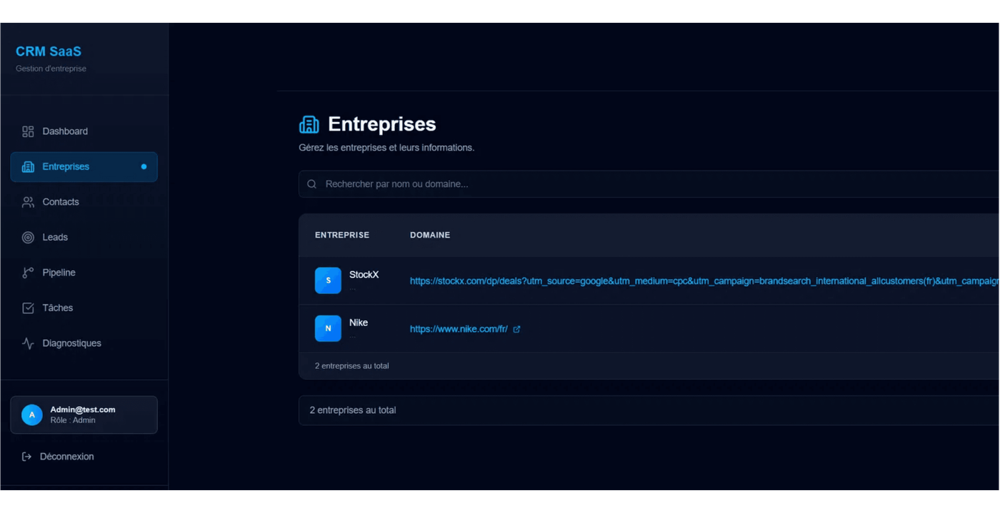 CRM SaaS
Gestion d'entreprise
Dashboard
Entreprises
Contacts
Leads
Pipeline
Tâches
Diagnostiques
A
Admin@test.com
Rôle : Admin
Déconnexion
Entreprises
Gérez les entreprises et leurs informations.
Rechercher par nom ou domaine...
ENTREPRISE DOMAINE
S StockX https://stockx.com/dp/deals?utm_source=google&utm_medium=cpc&utm_campaign=brandsearch_international_allcustomers(fr)&utm_campaign
...
N Nike https://www.nike.com/fr/
...
2 entreprises au total
2 entreprises au total